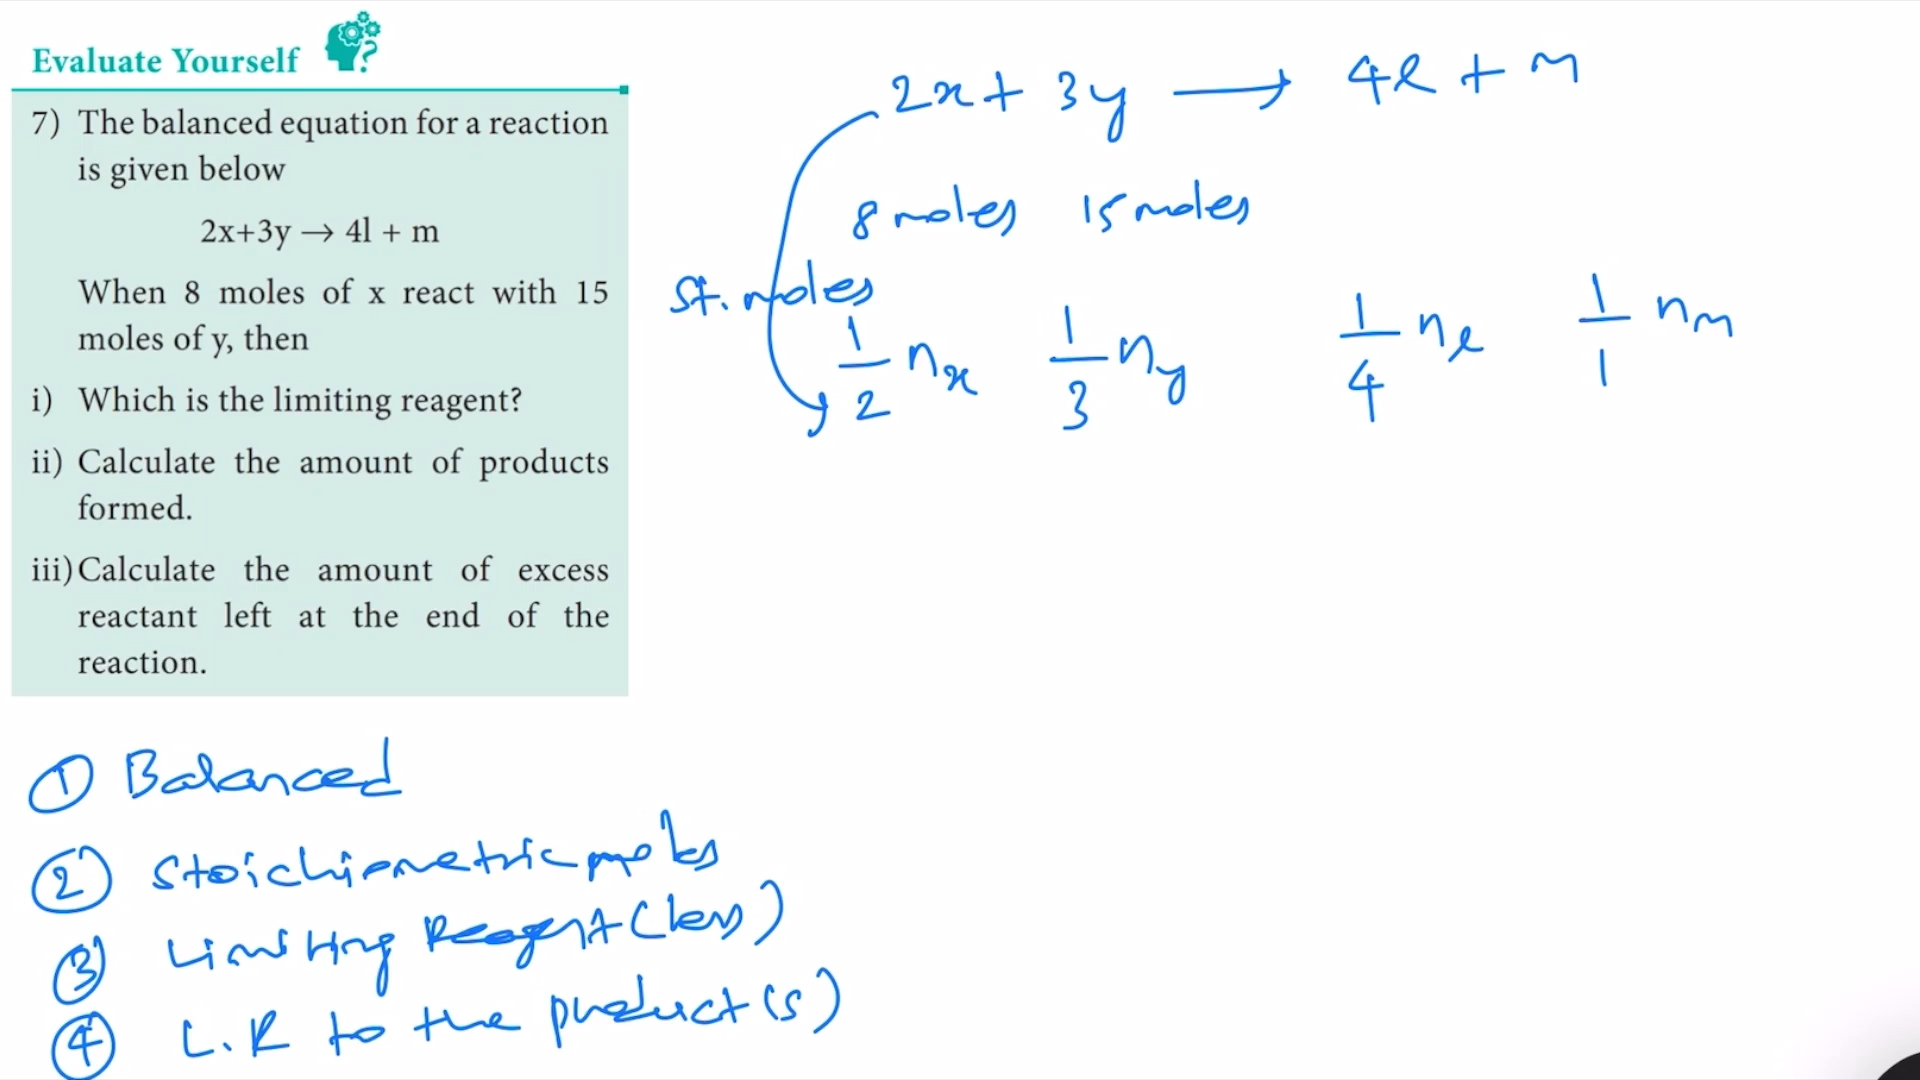 Evaluate Yourself
7) The balanced equation for a reaction
is given below
2x+3y → 4l + m
When 8 moles of x react with 15
moles of y, then
i) Which is the limiting reagent?
ii) Calculate the amount of products
formed.
iii) Calculate the amount of excess
reactant left at the end of the
reaction.
2x + 3y ⟶ 4l + m
8 moles 15 moles
St. moles
1/2 nx 1/3 ny 1/4 nl 1/1 nm
① Balanced
② Stoichiometric moles
③ Limiting Reagent (less)
④ L.R to the product(s)